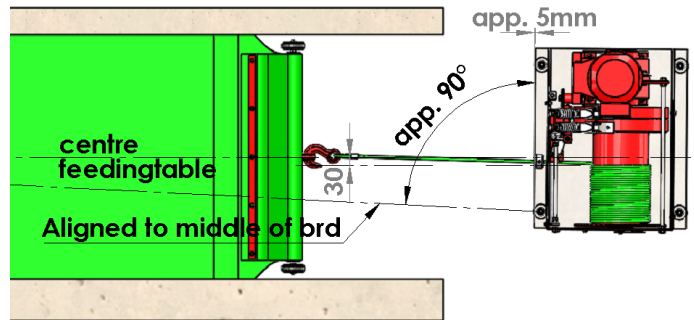 app. 5mm
app. 90°
centre
feedingtable
30
Aligned to middle of brd